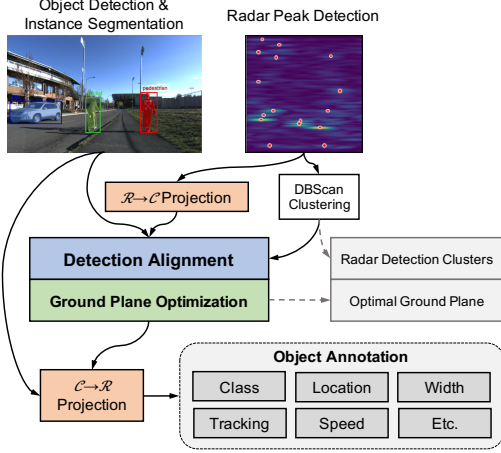 Object Detection &
Instance Segmentation
Radar Peak Detection
pedestrian
ℛ→𝒞 Projection
DBScan
Clustering
Detection Alignment
Ground Plane Optimization
Radar Detection Clusters
Optimal Ground Plane
𝒞→ℛ
Projection
Object Annotation
Class
Location
Width
Tracking
Speed
Etc.